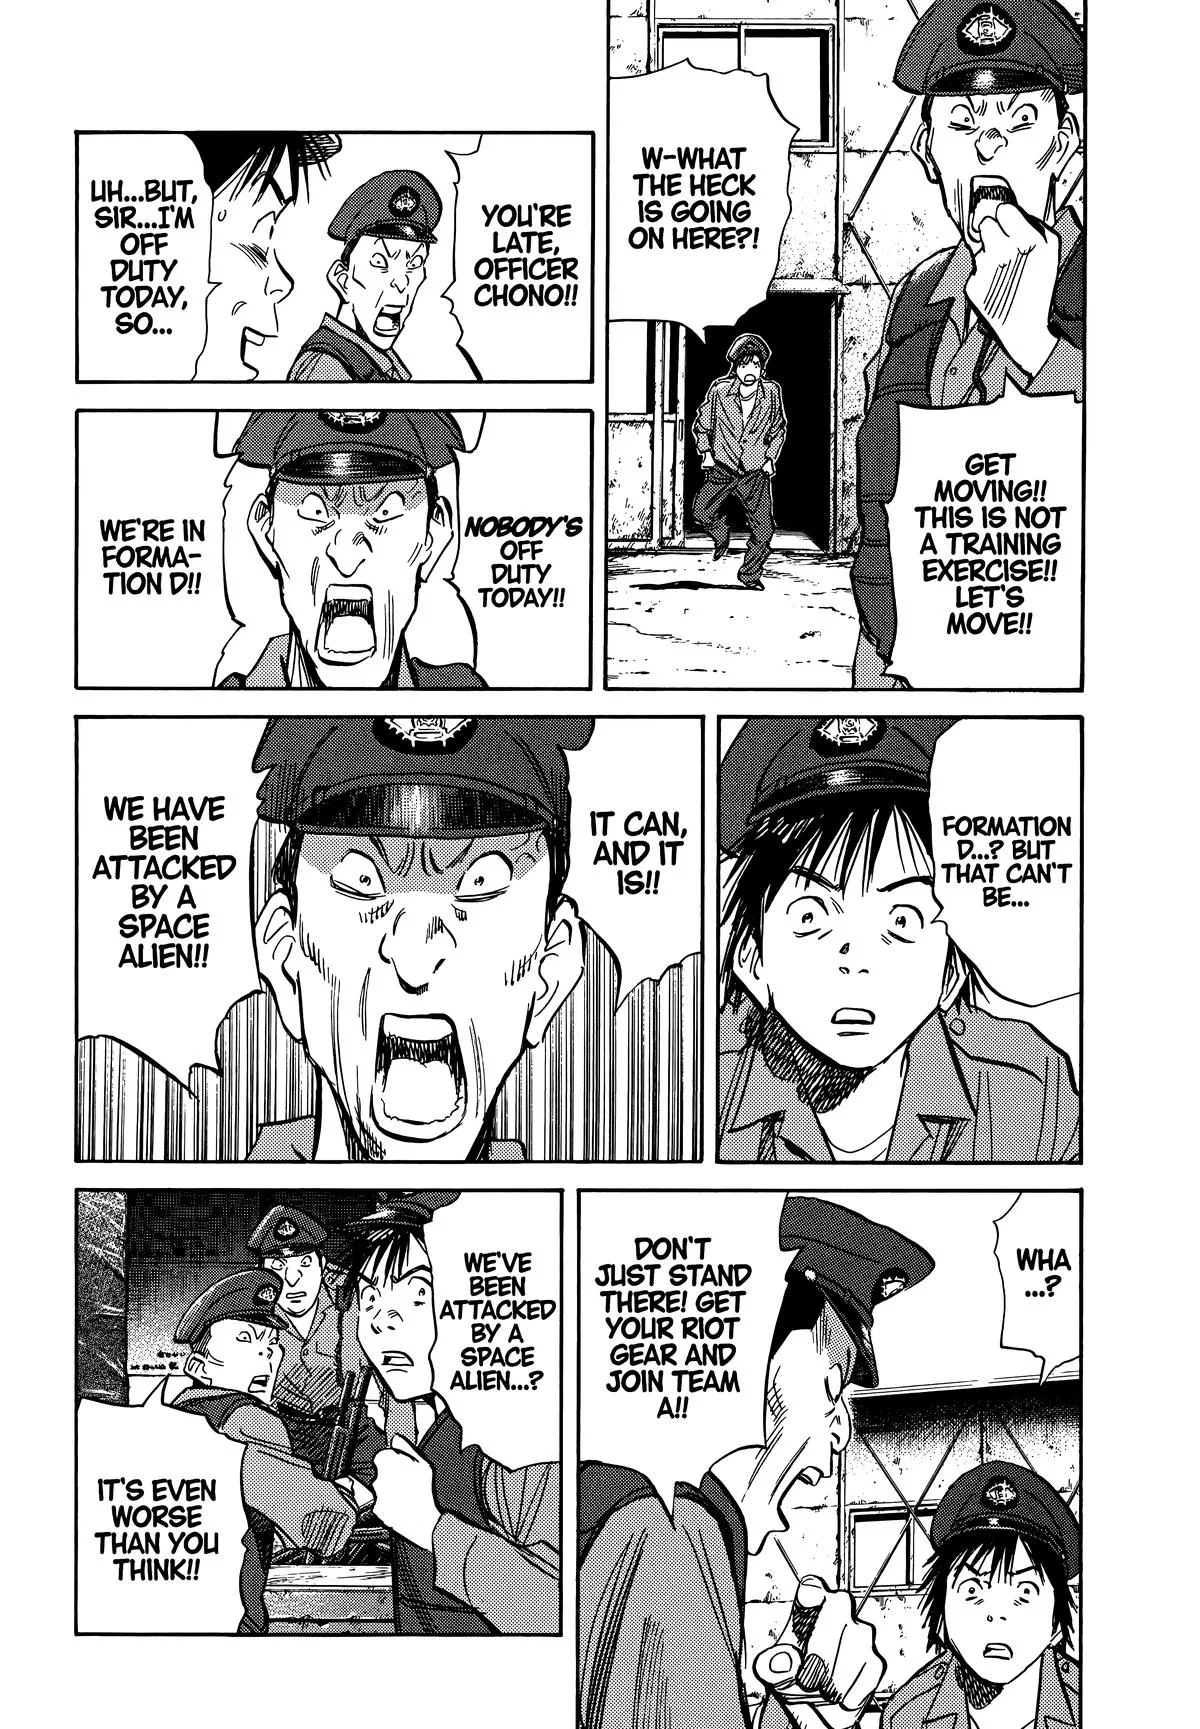 W-WHAT
THE HECK
IS GOING
ON HERE?!
GET
MOVING!!
THIS IS NOT
A TRAINING
EXERCISE!!
LET'S
MOVE!!
YOU'RE
LATE,
OFFICER
CHONO!!
UH...BUT,
SIR...I'M
OFF
DUTY
TODAY,
SO...
NOBODY'S
OFF
DUTY
TODAY!!
WE'RE IN
FORMA-
TION D!!
FORMATION
D...? BUT
THAT CAN'T
BE...
IT CAN,
AND IT
IS!!
WE HAVE
BEEN
ATTACKED
BY A
SPACE
ALIEN!!
WHA
...?
DON'T
JUST STAND
THERE! GET
YOUR RIOT
GEAR AND
JOIN TEAM
A!!
WE'VE
BEEN
ATTACKED
BY A
SPACE
ALIEN...?
IT'S EVEN
WORSE
THAN YOU
THINK!!